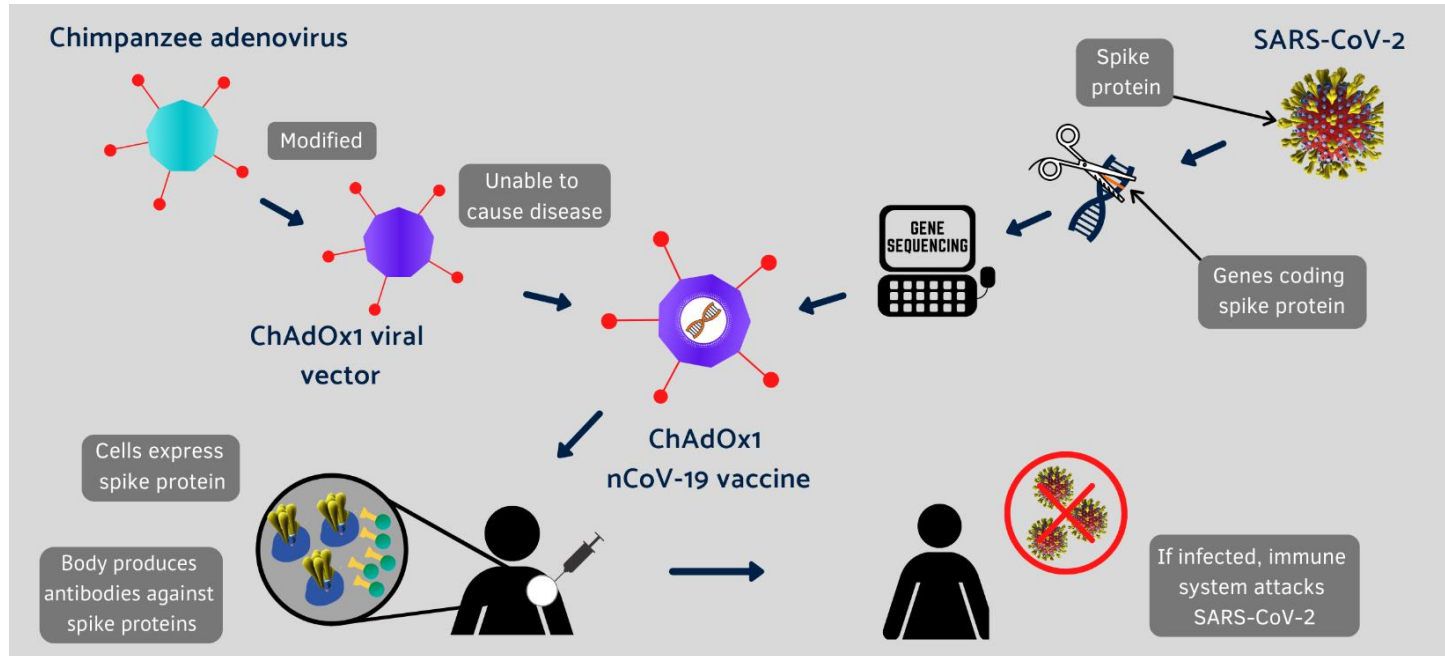 Chimpanzee adenovirus
SARS-CoV-2
Spike
protein
Modified
Unable to
cause disease
GENE
SEQUENCING
Genes coding
spike protein
ChAdOx1 viral
vector
ChAdOx1
nCoV-19 vaccine
Cells express
spike protein
Body produces
antibodies against
spike proteins
If infected, immune
system attacks
SARS-CoV-2